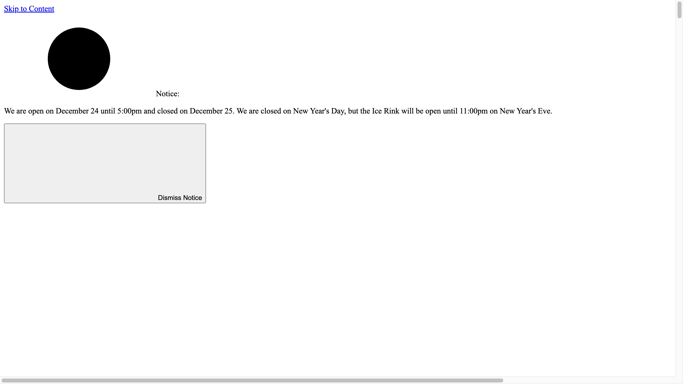 Skip to Content
Notice:
We are open on December 24 until 5:00pm and closed on December 25. We are closed on New Year's Day, but the Ice Rink will be open until 11:00pm on New Year's Eve.
Dismiss Notice